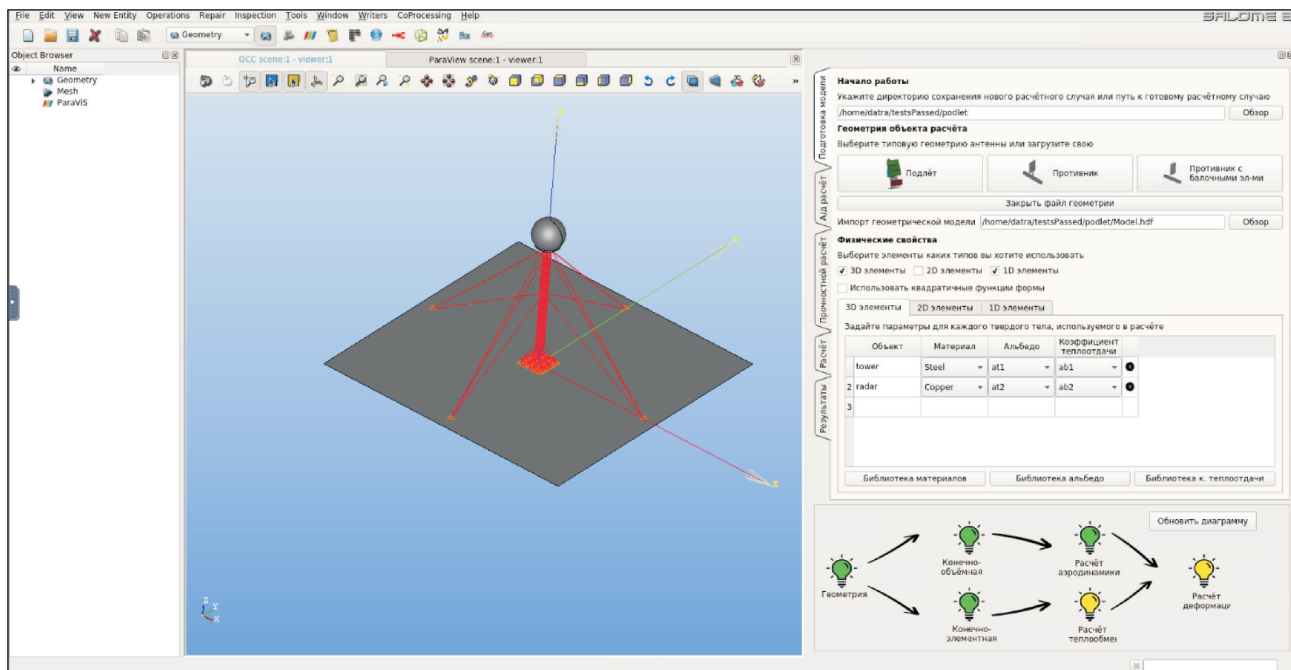 File Edit View New Entity Operations Repair Inspection Tools Window Writers CoProcessing Help
SALOME
Geometry
Object Browser
Name
Geometry
Mesh
ParaViS
OCC scene:1 - viewer:1
ParaView scene:1 - viewer:1
»
Z
Y
X
X
Подготовка модели
А/д расчёт
Прочностной расчёт
Расчёт
Результаты
Начало работы
Укажите директорию сохранения нового расчётного случая или путь к готовому расчётному случаю
/home/datra/testsPassed/podlet
Обзор
Геометрия объекта расчёта
Выберите типовую геометрию антенны или загрузите свою
Подлёт
Противник
Противник с
балочными эл-ми
Закрыть файл геометрии
Импорт геометрической модели /home/datra/testsPassed/podlet/Model.hdf Обзор
Физические свойства
Выберите элементы каких типов вы хотите использовать
3D элементы 2D элементы 1D элементы
Использовать квадратичные функции формы
3D элементы 2D элементы 1D элементы
Задайте параметры для каждого твердого тела, используемого в расчёте
Объект Материал Альбедо Коэффициент
теплоотдачи
tower Steel at1 ab1
2 radar Copper at2 ab2
3
Библиотека материалов Библиотека альбедо Библиотека к. теплоотдачи
Обновить диаграмму
Геометрия
Конечно-
объёмная
Расчёт
аэродинамики
Конечно-
элементная
Расчёт
теплообмен
Расчёт
деформаци